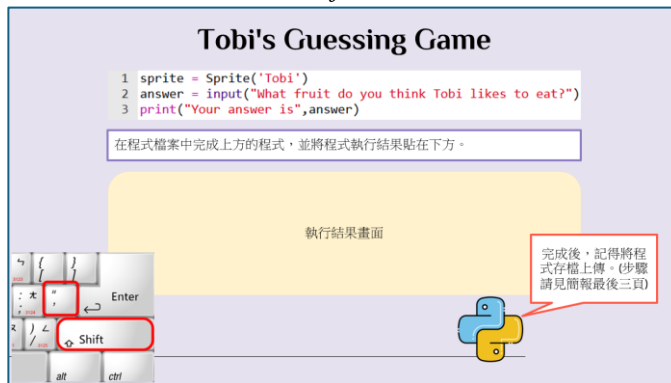 Tobi's Guessing Game
1 sprite = Sprite('Tobi')
2 answer = input("What fruit do you think Tobi likes to eat?")
3 print("Your answer is",answer)
在程式檔案中完成上方的程式，並將程式執行結果貼在下方。
執行結果畫面
完成後，記得將程
式存檔上傳。(步驟
請見簡報最後三頁)
ㄅ { [ } ]
: ; ㄤ " ' Enter
) ㄥ / Shift
alt ctrl